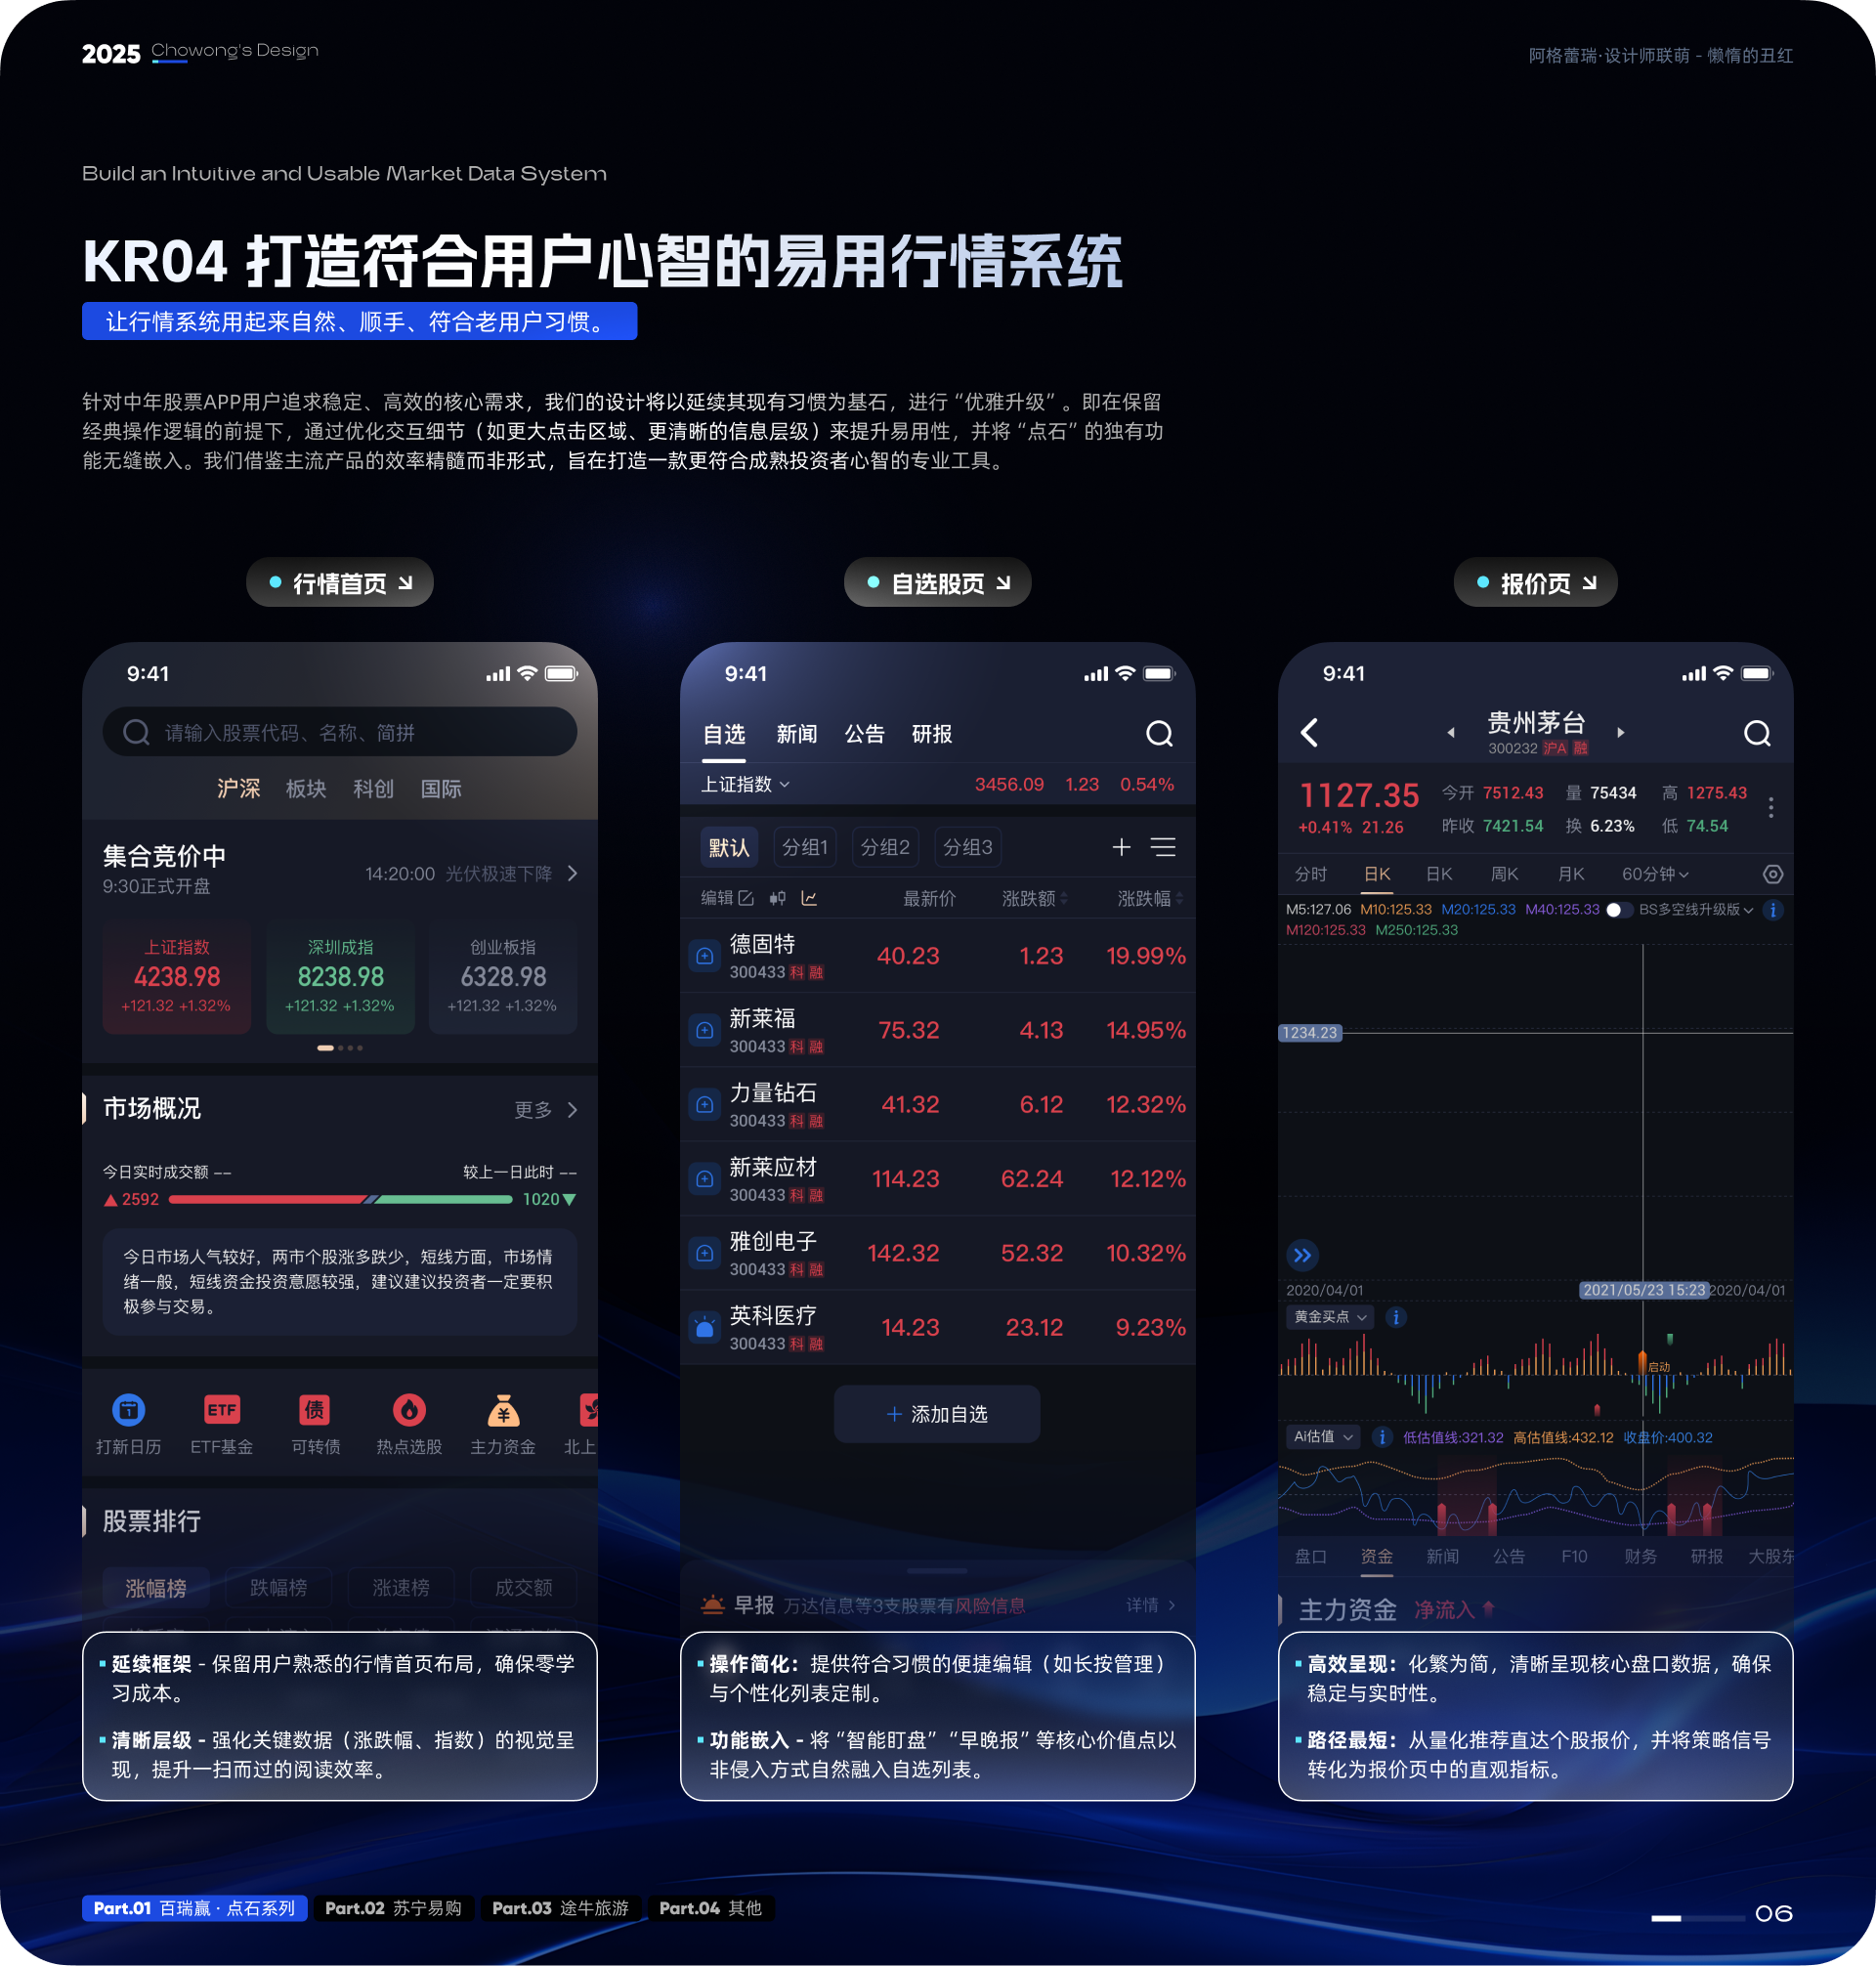 2025 Chowong's Design
阿格蕾瑞·设计师联萌 - 懒惰的丑红
Build an Intuitive and Usable Market Data System
KR04 打造符合用户心智的易用行情系统
让行情系统用起来自然、顺手、符合老用户习惯。
针对中年股票APP用户追求稳定、高效的核心需求，我们的设计将以延续其现有习惯为基石，进行“优雅升级”。即在保留
经典操作逻辑的前提下，通过优化交互细节（如更大点击区域、更清晰的信息层级）来提升易用性，并将“点石”的独有功
能无缝嵌入。我们借鉴主流产品的效率精髓而非形式，旨在打造一款更符合成熟投资者心智的专业工具。
行情首页
9:41
请输入股票代码、名称、简拼
沪深 板块 科创 国际
集合竞价中
9:30正式开盘
14:20:00 光伏极速下降
上证指数 深圳成指 创业板指
4238.98 8238.98 6328.98
+121.32 +1.32% +121.32 +1.32% +121.32 +1.32%
市场概况 更多
今日实时成交额 -- 较上一日此时 --
2592 1020
今日市场人气较好，两市个股涨多跌少，短线方面，市场情
绪一般，短线资金投资意愿较强，建议建议投资者一定要积
极参与交易。
ETF 债
打新日历 ETF基金 可转债 热点选股 主力资金 北上
股票排行
涨幅榜 跌幅榜 涨速榜 成交额
延续框架 - 保留用户熟悉的行情首页布局，确保零学
习成本。
清晰层级 - 强化关键数据（涨跌幅、指数）的视觉呈
现，提升一扫而过的阅读效率。
自选股页
9:41
自选 新闻 公告 研报
上证指数 3456.09 1.23 0.54%
默认 分组1 分组2 分组3
编辑 最新价 涨跌额 涨跌幅
德固特 40.23 1.23 19.99%
300433 科 融
新莱福 75.32 4.13 14.95%
300433 科 融
力量钻石 41.32 6.12 12.32%
300433 科 融
新莱应材 114.23 62.24 12.12%
300433 科 融
雅创电子 142.32 52.32 10.32%
300433 科 融
英科医疗 14.23 23.12 9.23%
300433 科 融
添加自选
早报 万达信息等3支股票有风险信息 详情
操作简化：提供符合习惯的便捷编辑（如长按管理）
与个性化列表定制。
功能嵌入 - 将“智能盯盘”“早晚报”等核心价值点以
非侵入方式自然融入自选列表。
报价页
9:41
贵州茅台
300232 沪A 融
1127.35 今开 7512.43 量 75434 高 1275.43
+0.41% 21.26 昨收 7421.54 换 6.23% 低 74.54
分时 日K 日K 周K 月K 60分钟
M5:127.06 M10:125.33 M20:125.33 M40:125.33 BS多空线升级版
M120:125.33 M250:125.33
1234.23
2020/04/01 2021/05/23 15:23 2020/04/01
黄金买点
启动
Ai估值 低估值线:321.32 高估值线:432.12 收盘价:400.32
盘口 资金 新闻 公告 F10 财务 研报 大股东
主力资金 净流入
高效呈现：化繁为简，清晰呈现核心盘口数据，确保
稳定与实时性。
路径最短：从量化推荐直达个股报价，并将策略信号
转化为报价页中的直观指标。
Part.01 百瑞赢 · 点石系列 Part.02 苏宁易购 Part.03 途牛旅游 Part.04 其他
06